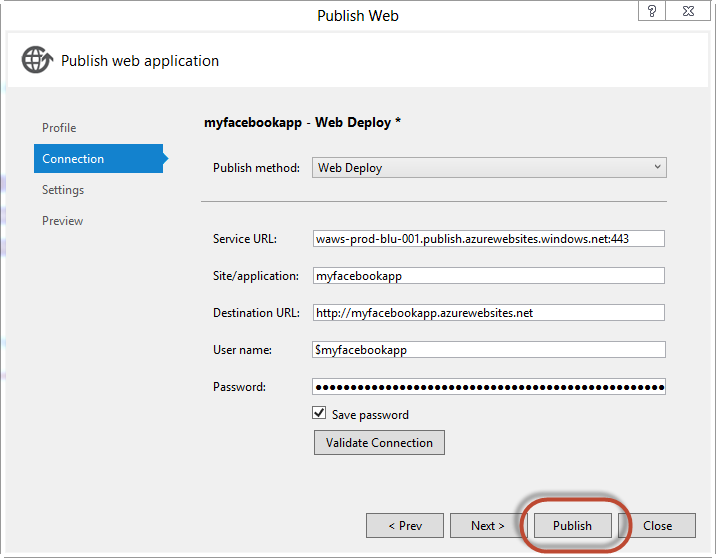 Publish Web
?
Publish web application
Profile
Connection
Settings
Preview
myfacebookapp - Web Deploy *
Publish method: Web Deploy
Service URL: waws-prod-blu-001.publish.azurewebsites.windows.net:443
Site/application: myfacebookapp
Destination URL: http://myfacebookapp.azurewebsites.net
User name: $myfacebookapp
Password: ●●●●●●●●●●●●●●●●●●●●●●●●●●●●●●●●●●●●●●●●●●●●●●●●●●
Save password
Validate Connection
< Prev Next > Publish Close